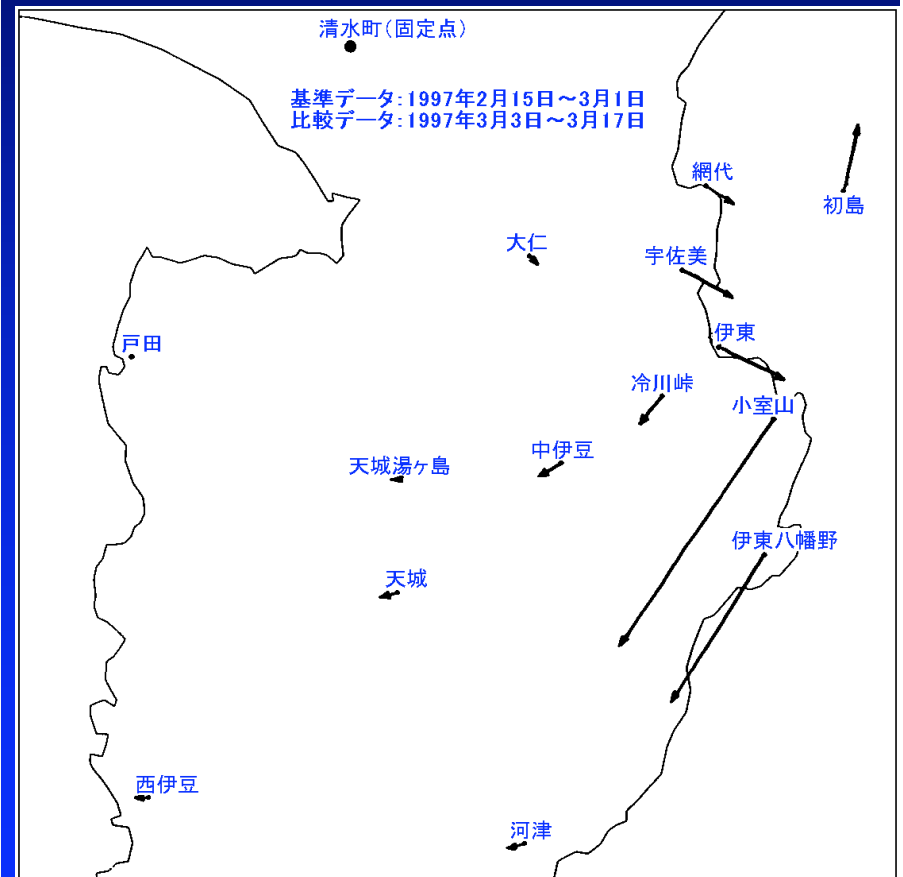 清水町(固定点)
基準データ:1997年2月15日～3月1日
比較データ:1997年3月3日～3月17日
網代
初島
大仁
宇佐美
伊東
戸田
冷川峠
小室山
中伊豆
天城湯ヶ島
伊東八幡野
天城
西伊豆
河津